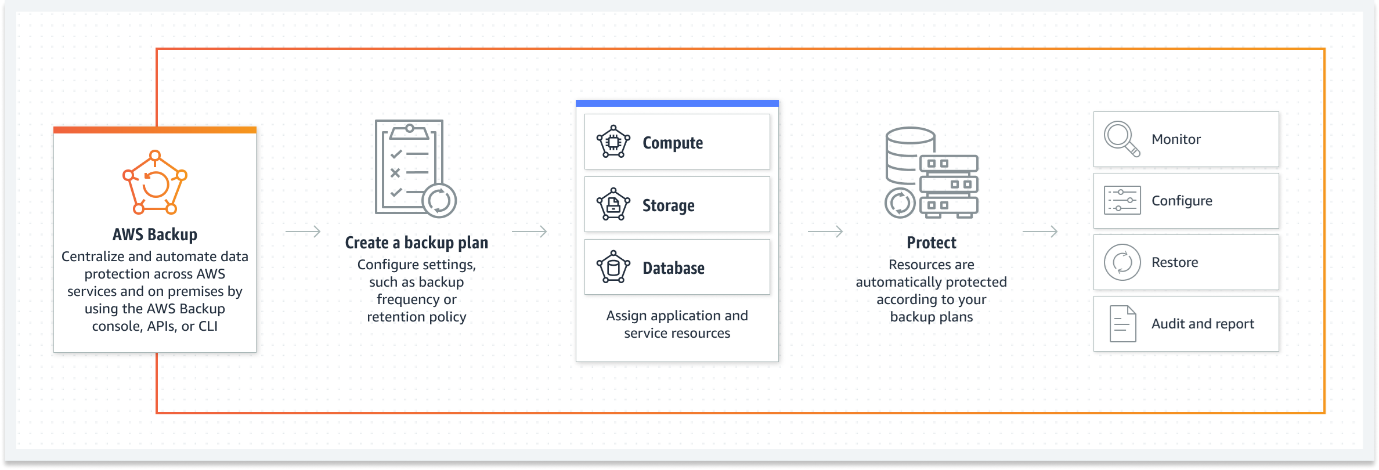 AWS Backup
Centralize and automate data
protection across AWS
services and on premises by
using the AWS Backup
console, APIs, or CLI
Create a backup plan
Configure settings,
such as backup
frequency or
retention policy
Compute
Storage
Database
Assign application and
service resources
Protect
Resources are
automatically protected
according to your
backup plans
Monitor
Configure
Restore
Audit and report